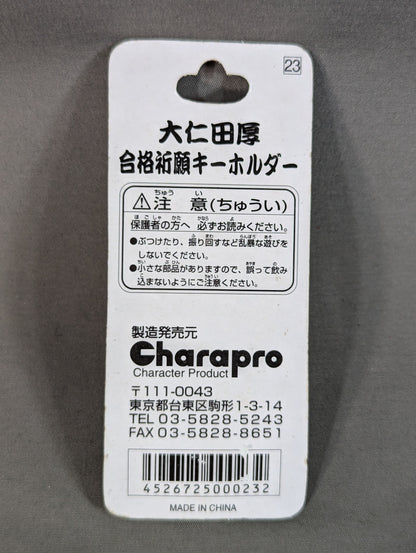 23
大仁田厚
合格祈願キーホルダー
⚠注意(ちゅうい)
保護者の方へ 必ずお読みください。
●ぶつけたり、振り回すなど乱暴な遊びを
しないでください。
●小さな部品がありますので、誤って飲み
込まないようにご注意ください。
製造発売元
Charapro
Character Product
〒111-0043
東京都台東区駒形1-3-14
TEL 03-5828-5243
FAX 03-5828-8651
4526725000232
MADE IN CHINA